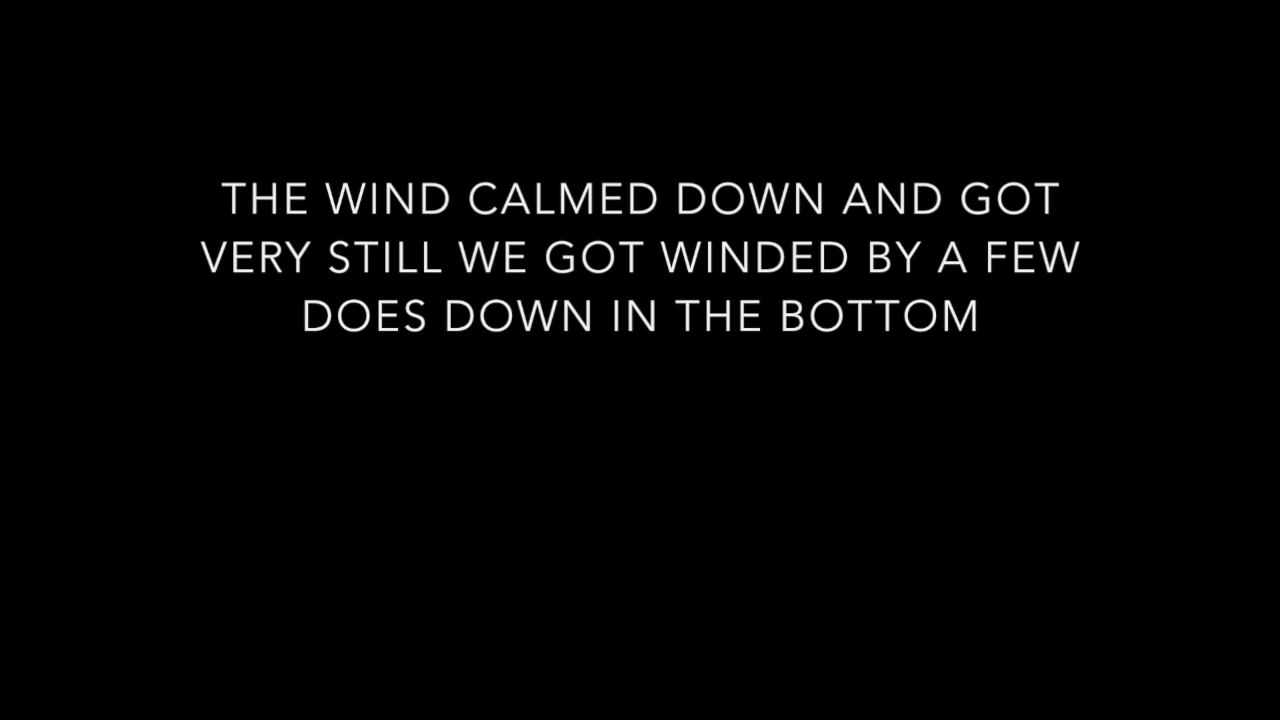 THE WIND CALMED DOWN AND GOT
VERY STILL WE GOT WINDED BY A FEW
DOES DOWN IN THE BOTTOM